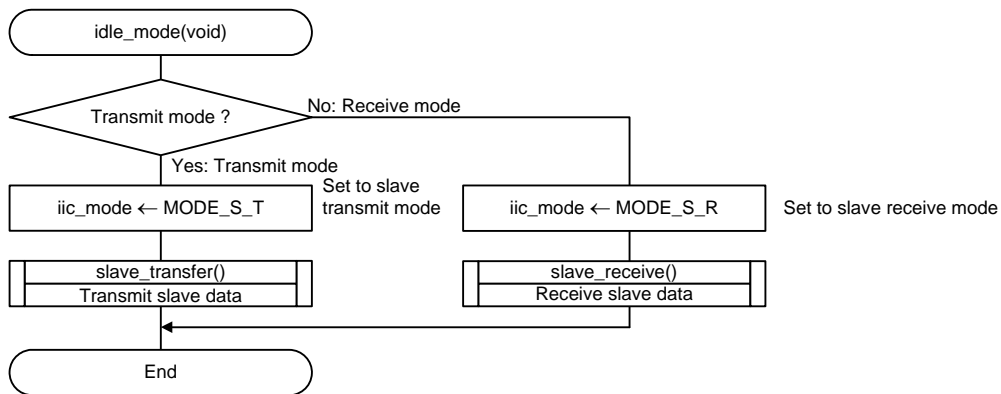 idle_mode(void)
Transmit mode ?
No: Receive mode
Yes: Transmit mode
iic_mode ← MODE_S_T
Set to slave
transmit mode
iic_mode ← MODE_S_R
Set to slave receive mode
slave_transfer()
Transmit slave data
slave_receive()
Receive slave data
End